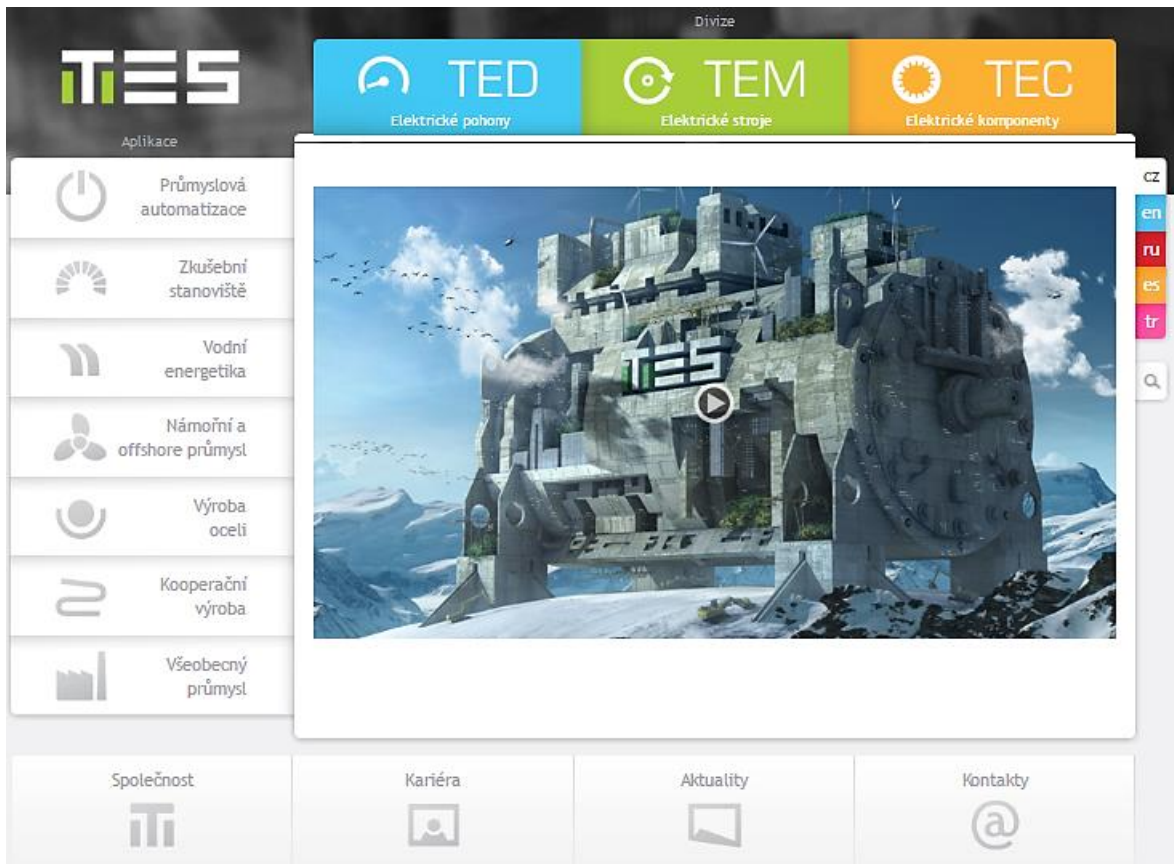 Divize
TES
TED
Elektrické pohony
TEM
Elektrické stroje
TEC
Elektrické komponenty
Aplikace
Průmyslová
automatizace
Zkušební
stanoviště
Vodní
energetika
Námořní a
offshore průmysl
Výroba
oceli
Kooperační
výroba
Všeobecný
průmysl
TES
cz
en
ru
es
tr
Společnost
Kariéra
Aktuality
Kontakty
@